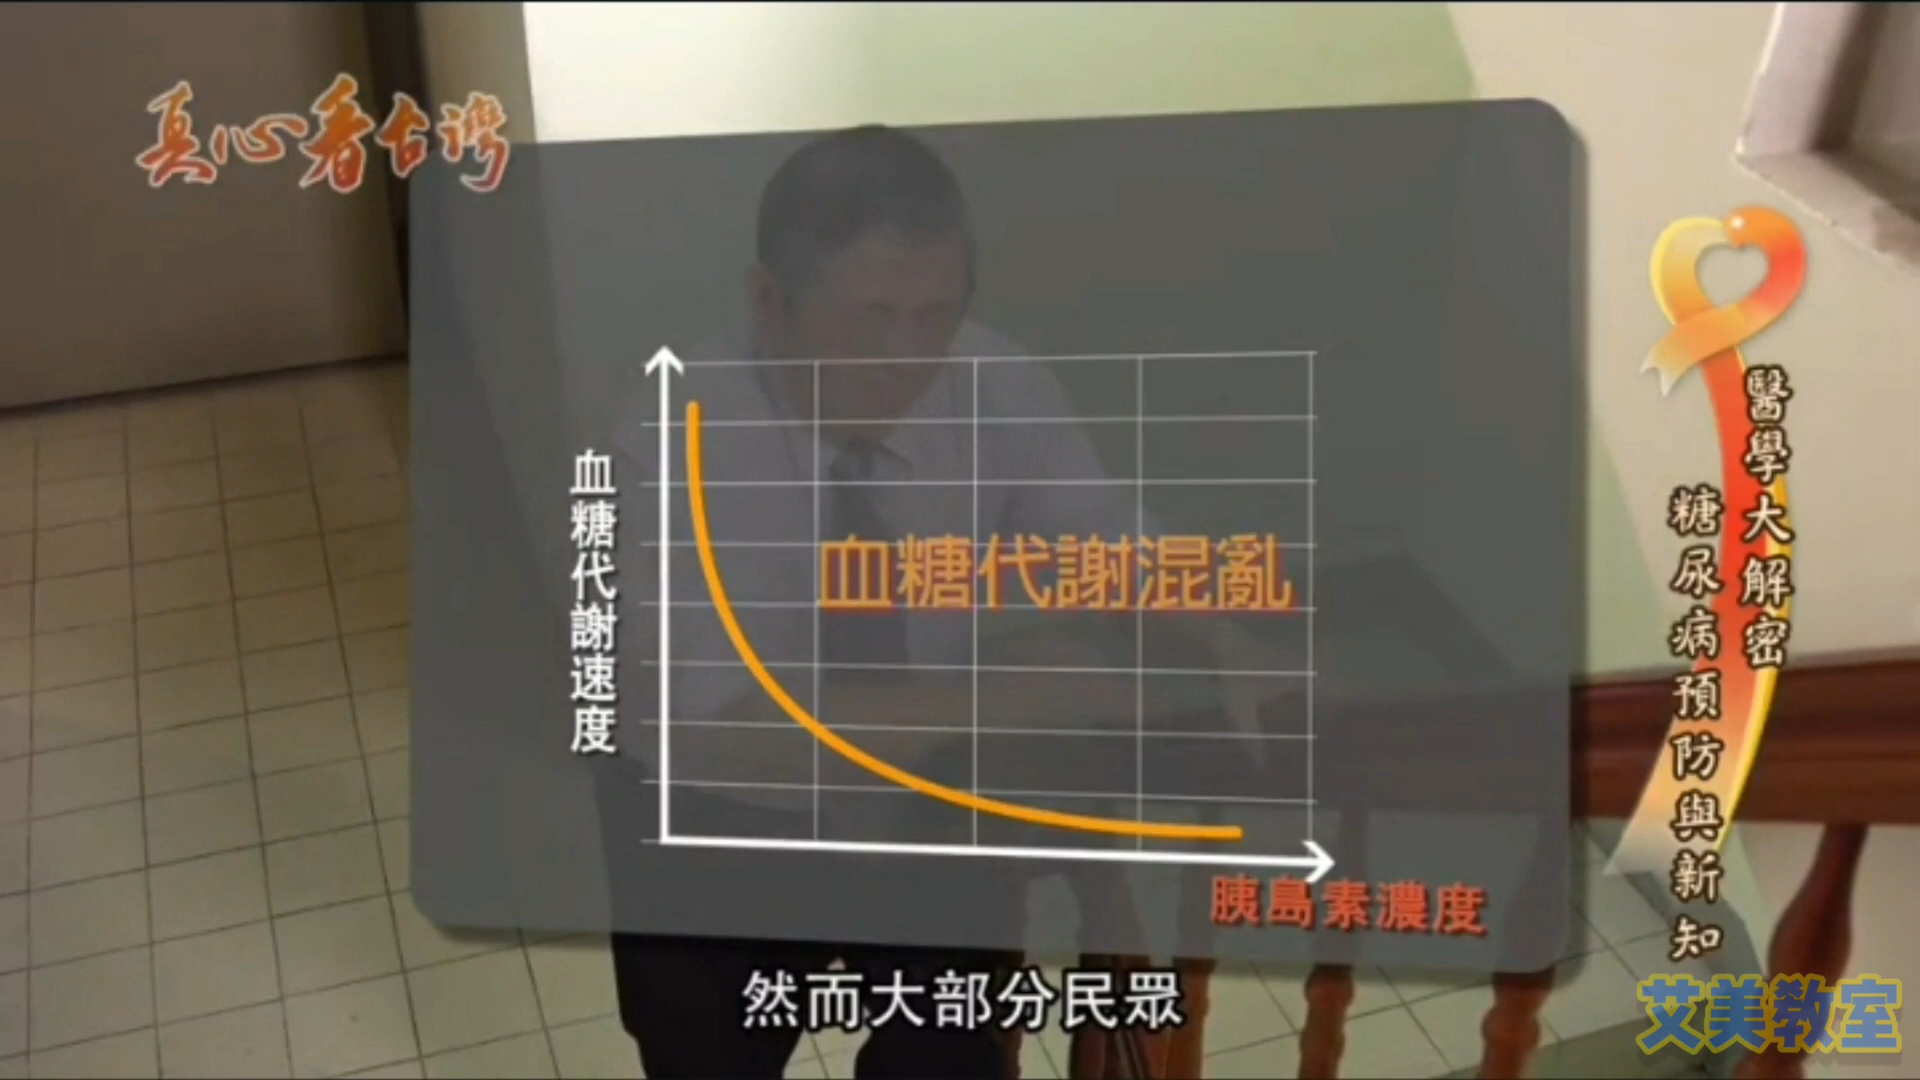 真心看台灣
醫學大解密
糖尿病預防與新知
血糖代謝速度
血糖代謝混亂
胰島素濃度
然而大部分民眾
艾美教室